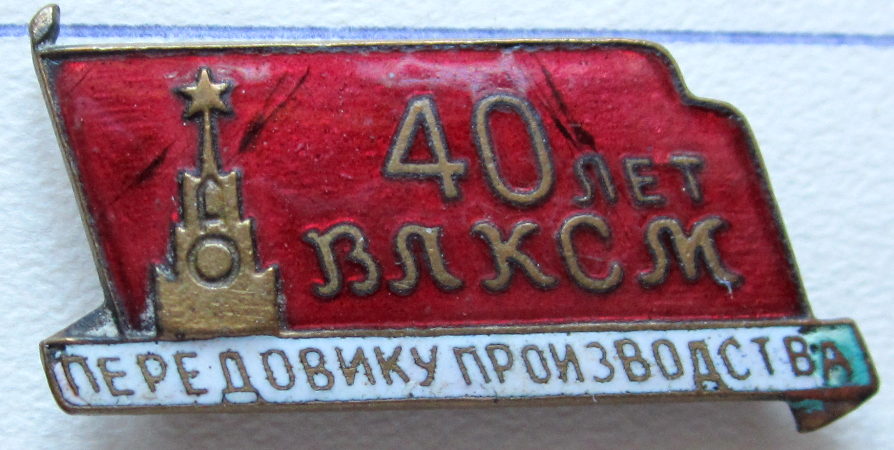 40 ЛЕТ
ВЛКСМ
ПЕРЕДОВИКУ ПРОИЗВОДСТВА